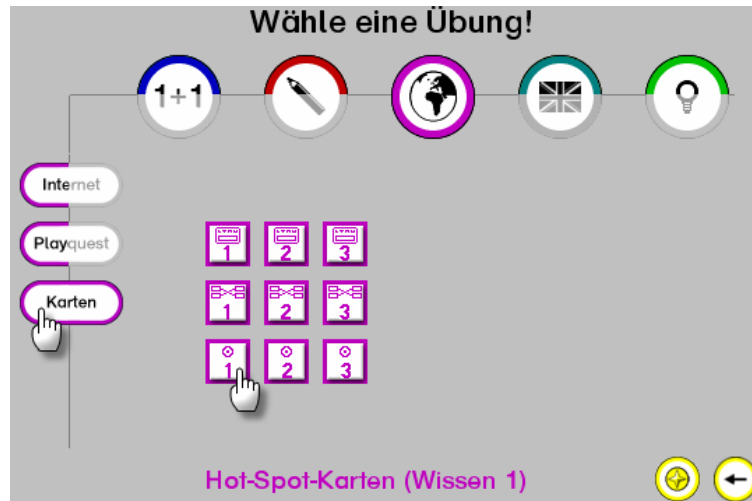 Wähle eine Übung!
1+1
Internet
Playquest
Karten
1 2 3
1 2 3
1 2 3
Hot-Spot-Karten (Wissen 1)